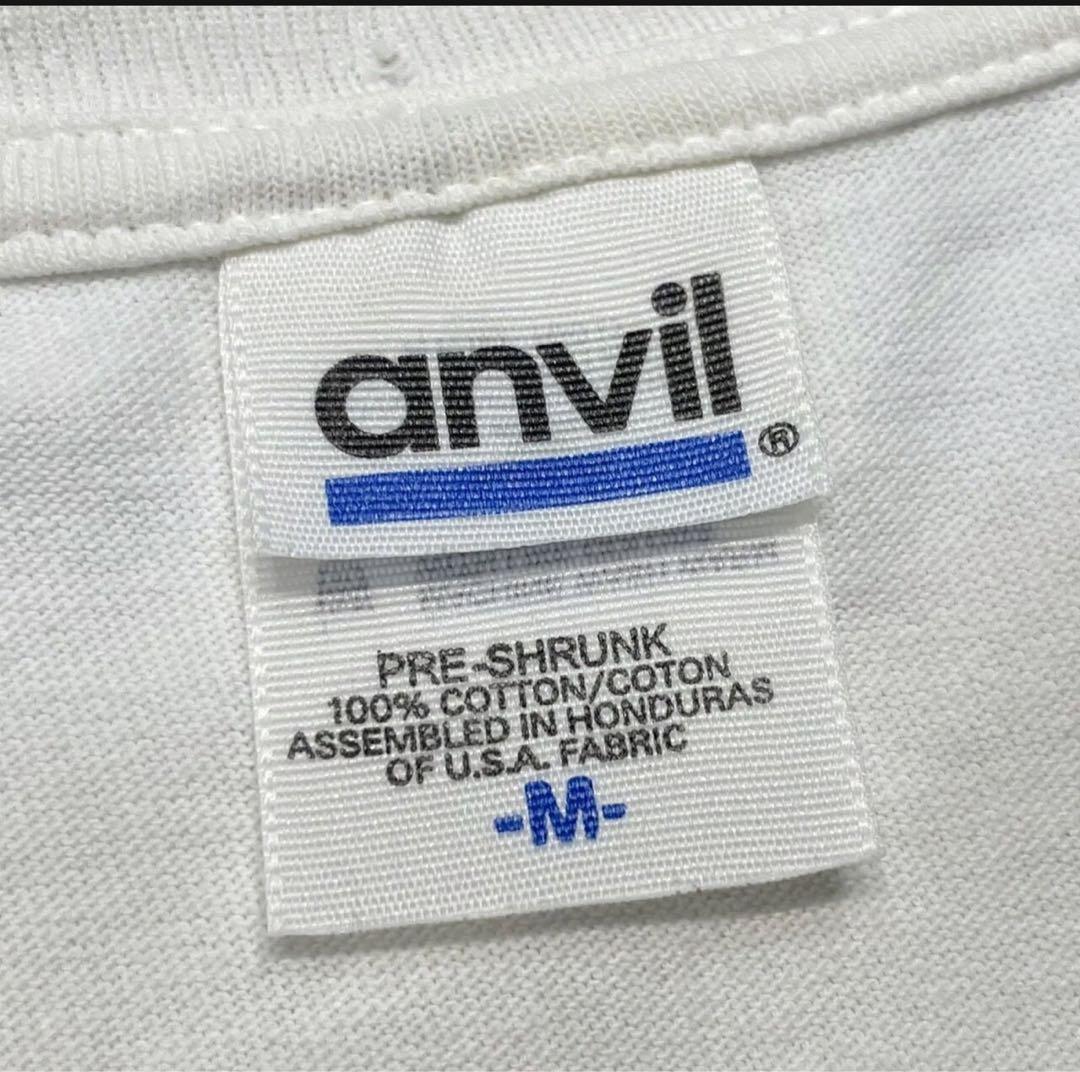 anvil®
PRE-SHRUNK
100% COTTON/COTON
ASSEMBLED IN HONDURAS
OF U.S.A. FABRIC
-M-